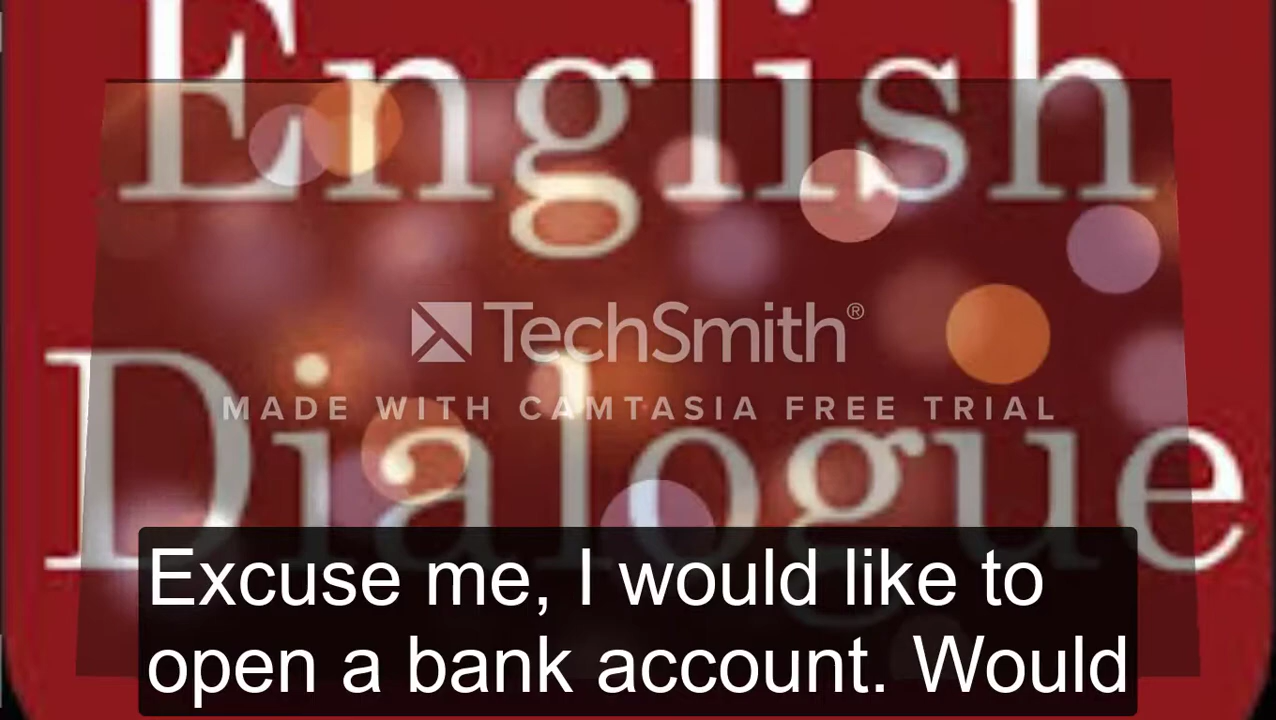 English
TechSmith®
MADE WITH CAMTASIA FREE TRIAL
Dialogue
Excuse me, I would like to
open a bank account. Would